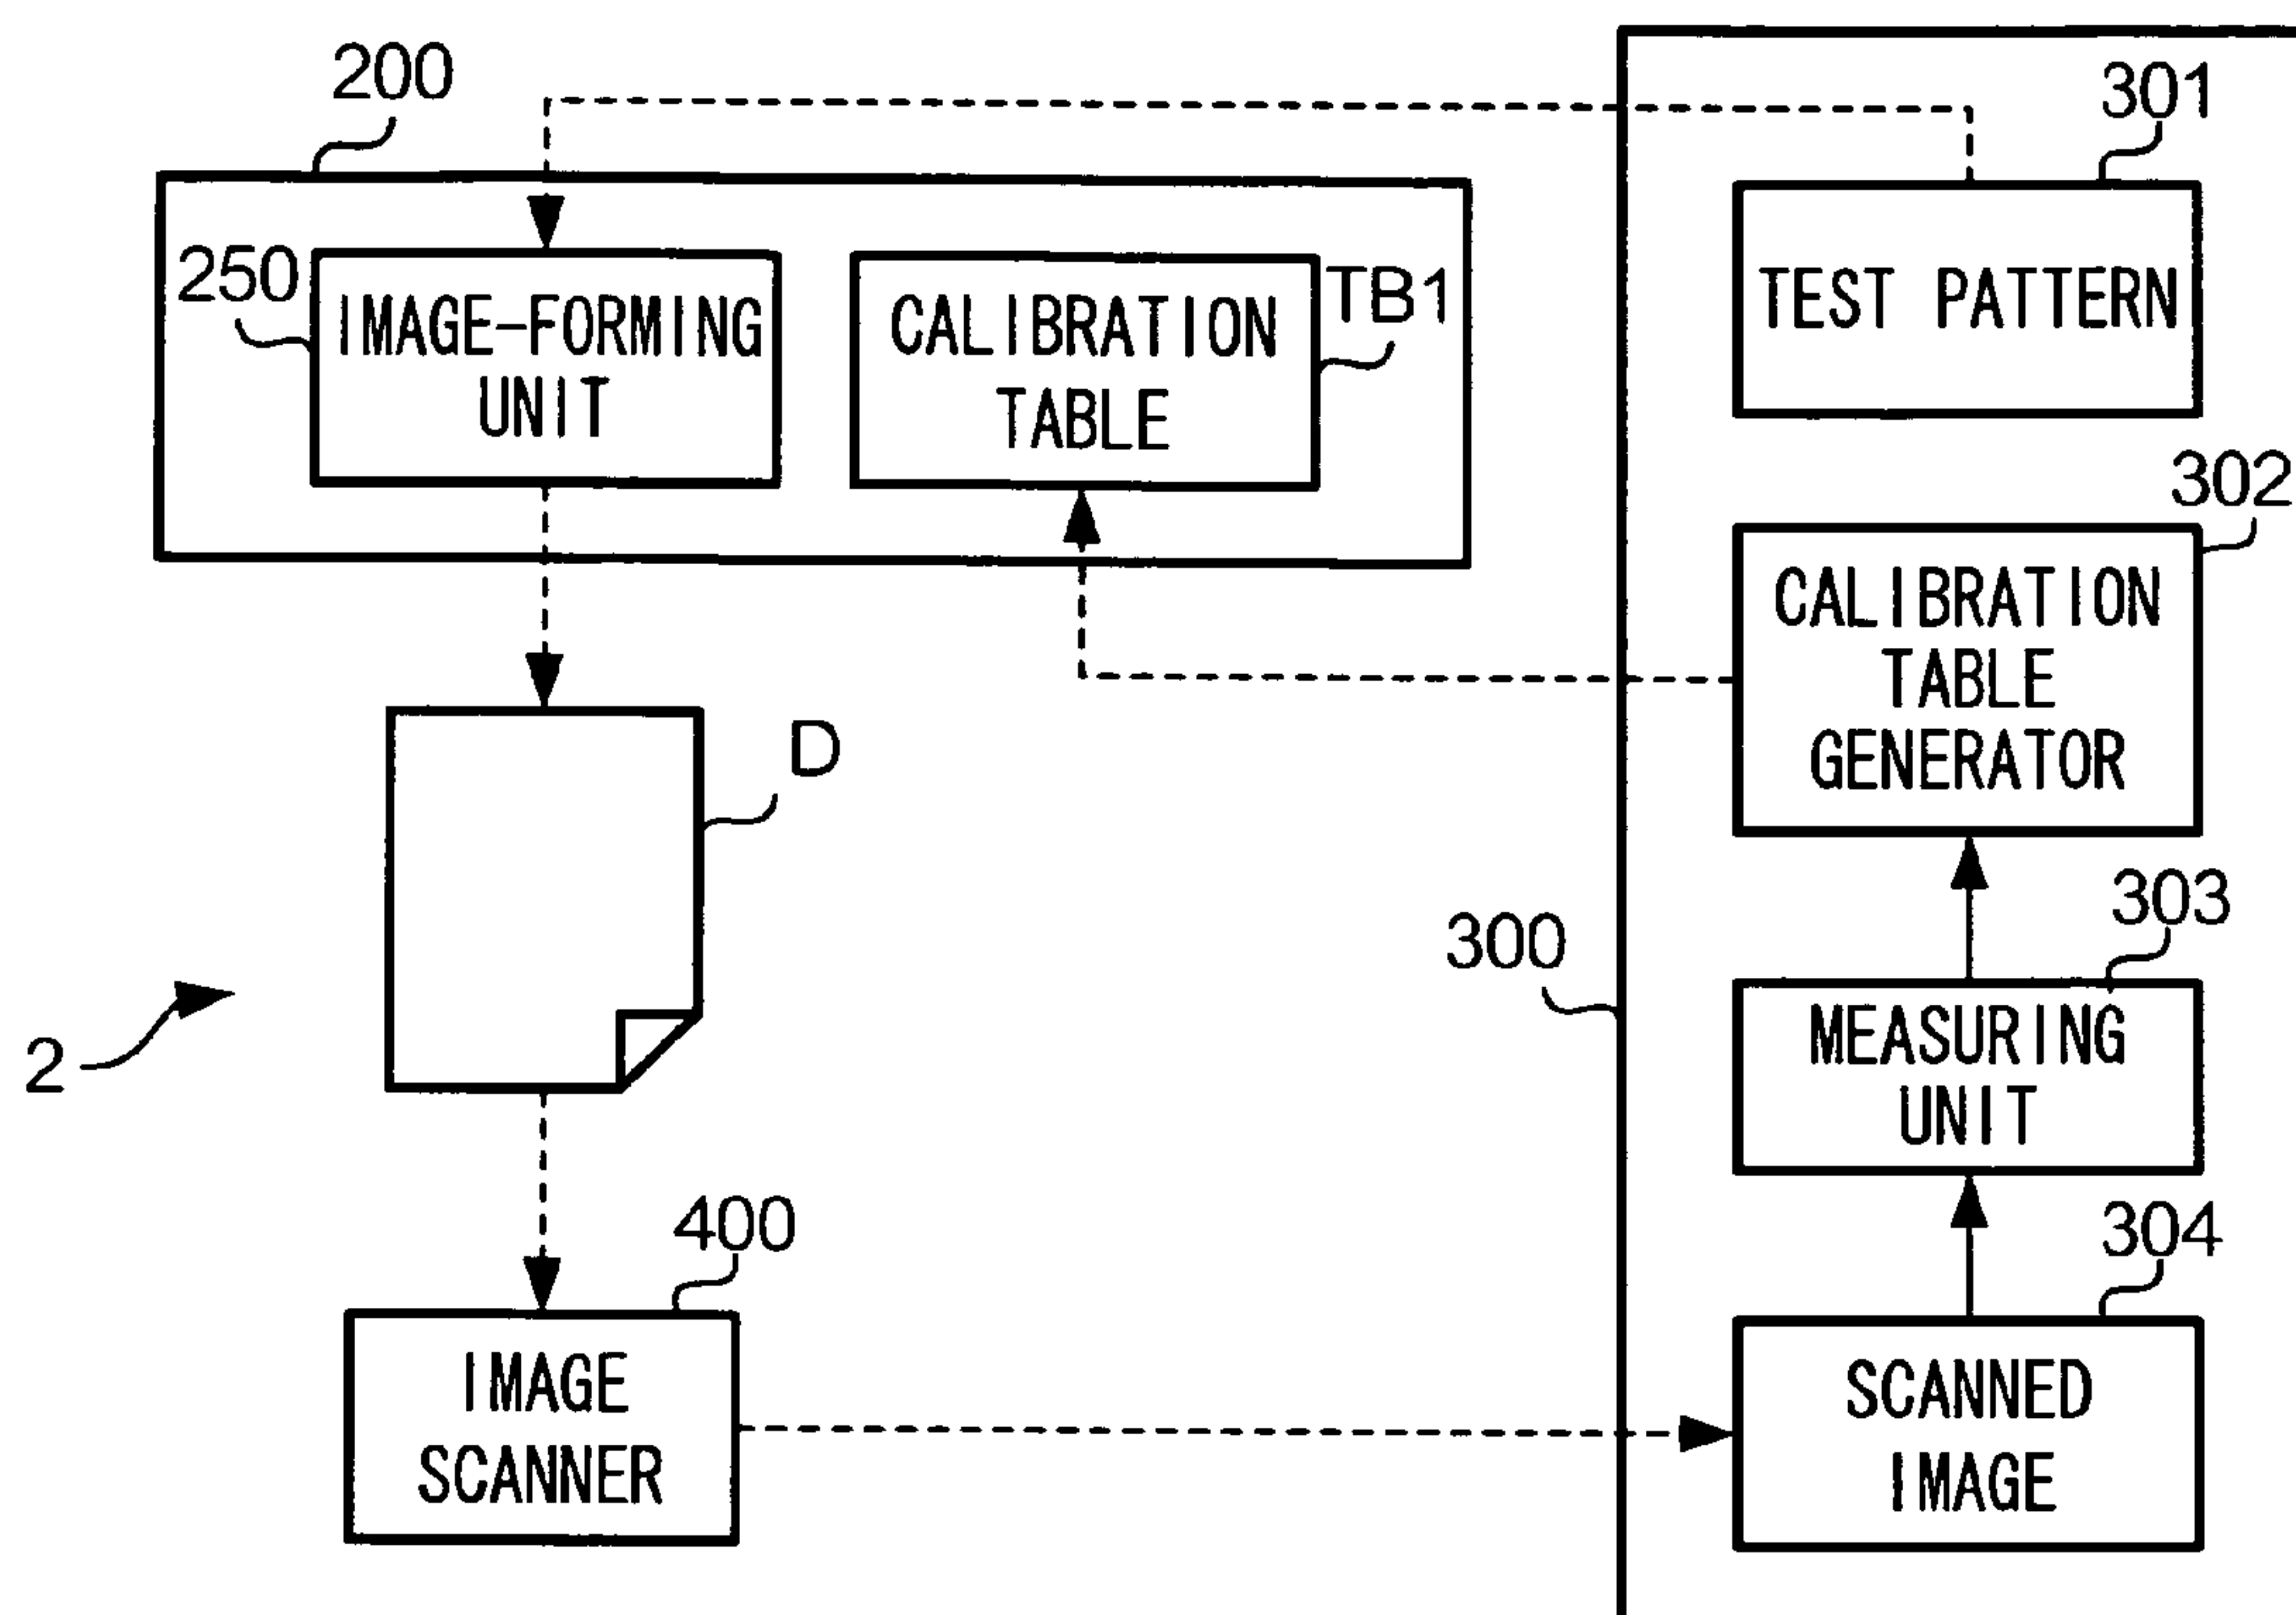 200
301
250
IMAGE-FORMING
UNIT
CALIBRATION
TABLE
TB1
TEST PATTERN
302
CALIBRATION
TABLE
GENERATOR
D
300
303
MEASURING
UNIT
2
400
304
IMAGE
SCANNER
SCANNED
IMAGE